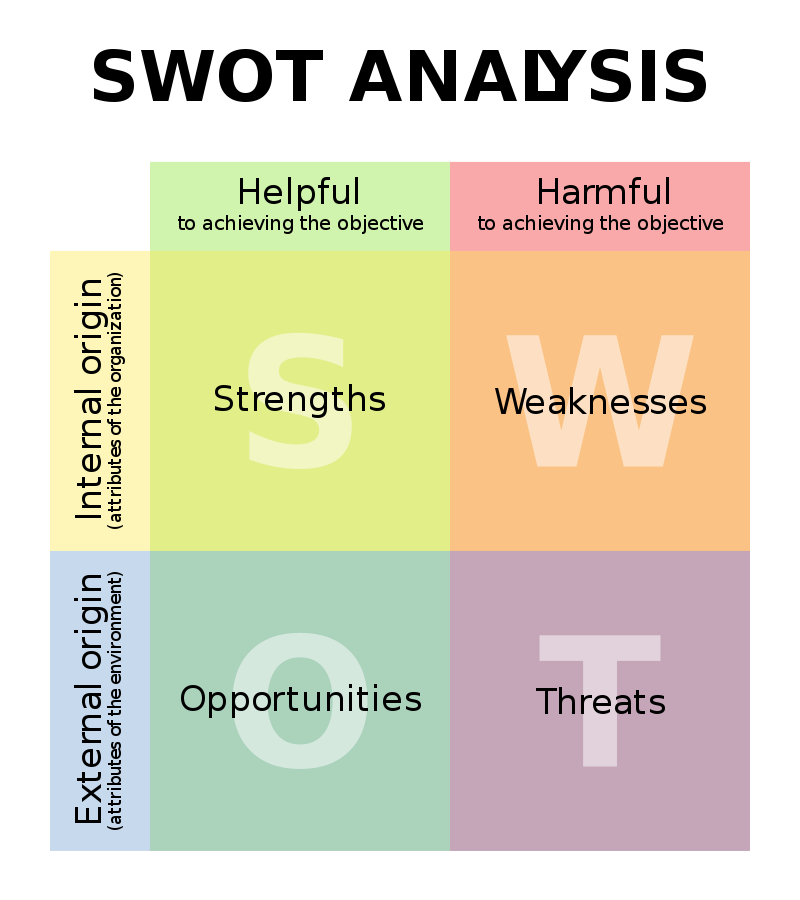 SWOT ANALYSIS
Helpful
to achieving the objective
Harmful
to achieving the objective
Internal origin
(attributes of the organization)
S
Strengths
W
Weaknesses
External origin
(attributes of the environment)
O
Opportunities
T
Threats